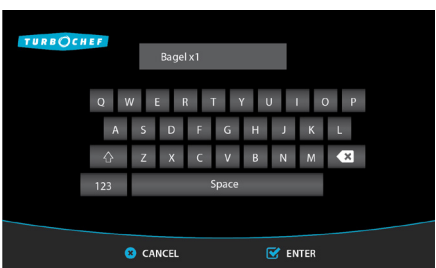 TURBOCHEF
Bagel x1
Q W E R T Y U I O P
A S D F G H J K L
Z X C V B N M
123 Space
CANCEL ENTER